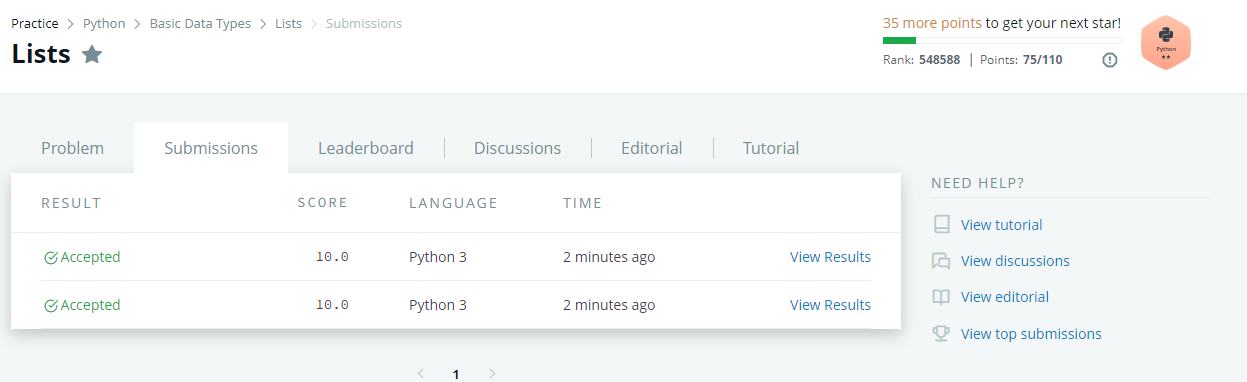 Practice > Python > Basic Data Types > Lists > Submissions
Lists
35 more points to get your next star!
Rank: 548588 | Points: 75/110
Python
Problem
Submissions
Leaderboard
Discussions
Editorial
Tutorial
RESULT SCORE LANGUAGE TIME
Accepted 10.0 Python 3 2 minutes ago View Results
Accepted 10.0 Python 3 2 minutes ago View Results
1
NEED HELP?
View tutorial
View discussions
View editorial
View top submissions